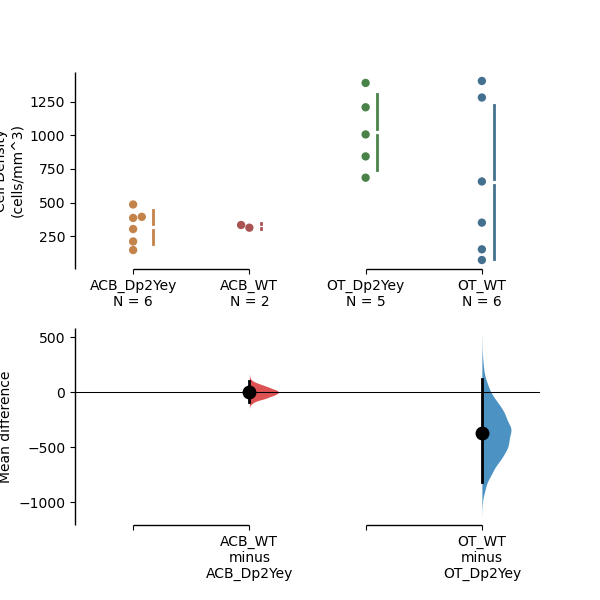 Cell Density
(cells/mm^3)
1250
1000
750
500
250
ACB_Dp2Yey
N = 6
ACB_WT
N = 2
OT_Dp2Yey
N = 5
OT_WT
N = 6
Mean difference
500
0
−500
−1000
ACB_WT
minus
ACB_Dp2Yey
OT_WT
minus
OT_Dp2Yey